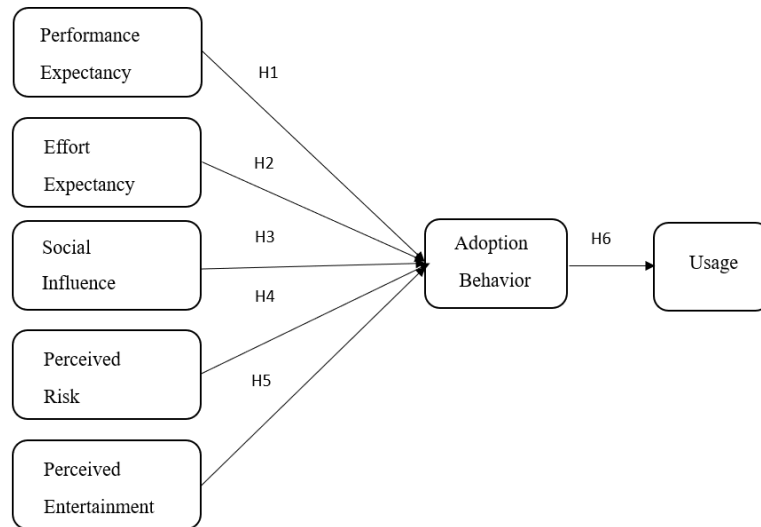 Performance
Expectancy
H1
Effort
Expectancy
H2
Social
Influence
H3
Adoption
Behavior
H6
Usage
H4
Perceived
Risk
H5
Perceived
Entertainment